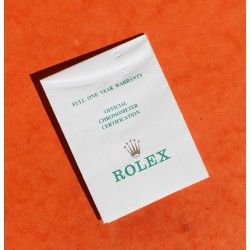 FULL ONE YEAR WARRANTY
OFFICIAL
CHRONOMETER
CERTIFICATION
ROLEX